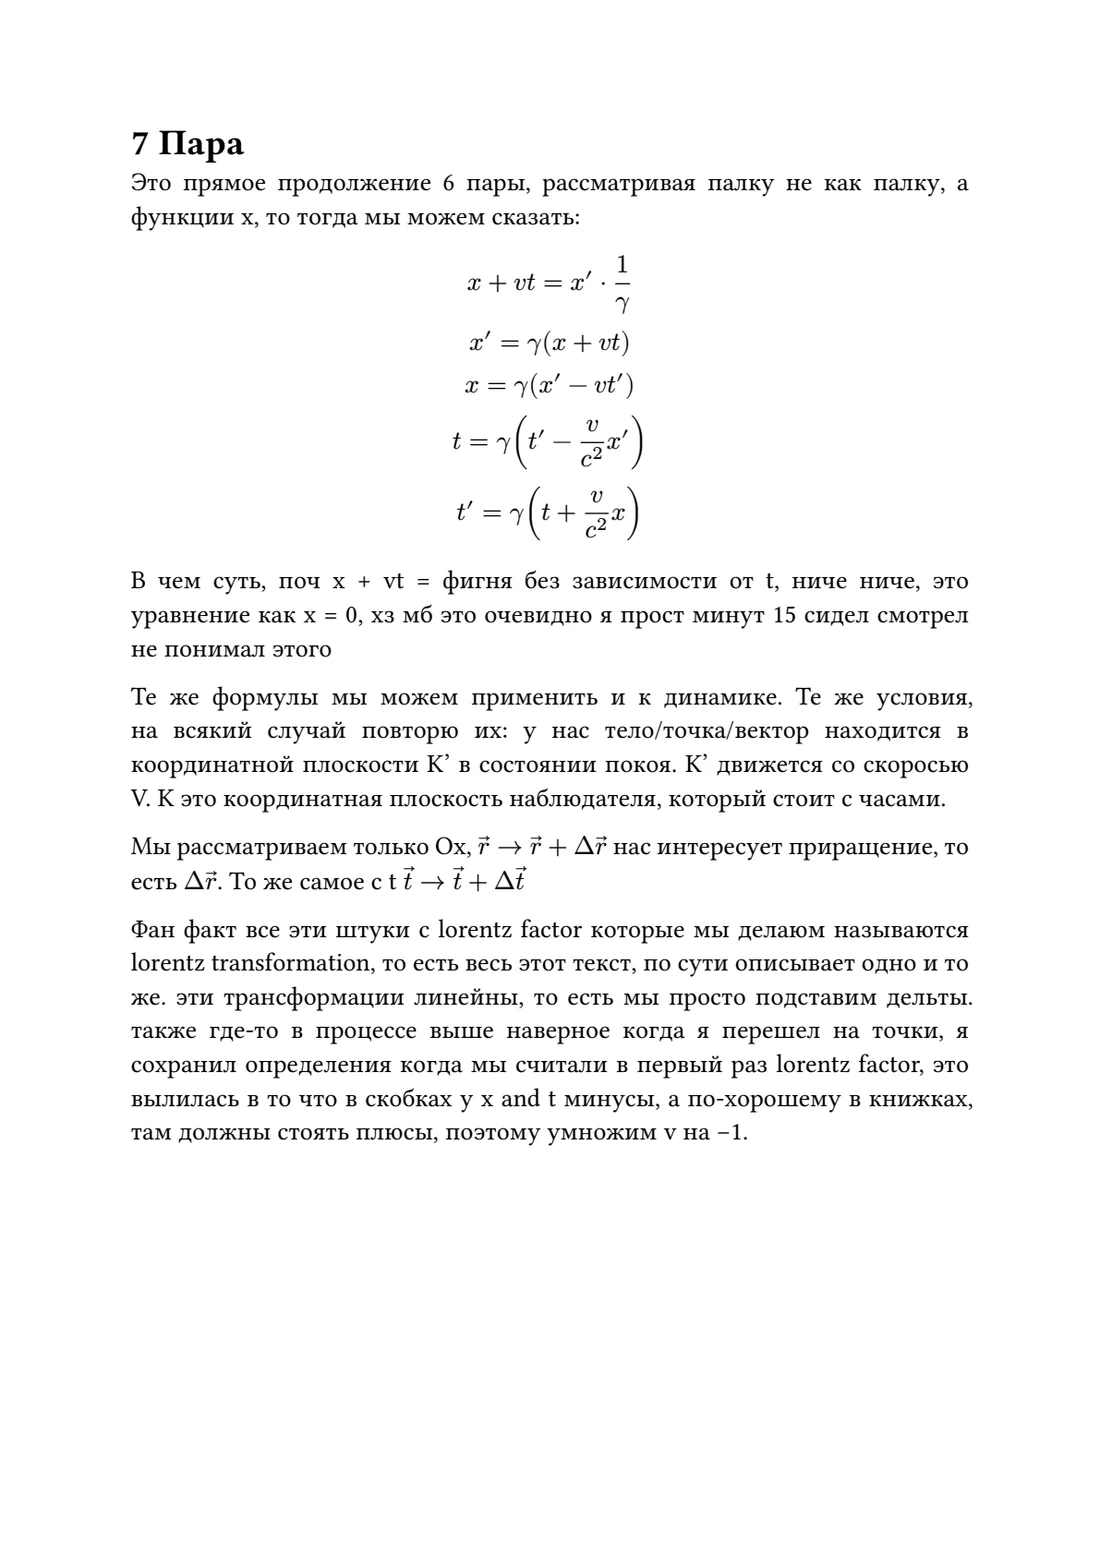 7 Пара
Это прямое продолжение 6 пары, рассматривая палку не как палку, а
функции x, то тогда мы можем сказать:
x + vt = x′ · 1/γ
x′ = γ(x + vt)
x = γ(x′ − vt′)
t = γ(t′ − v/c² x′)
t′ = γ(t + v/c² x)
В чем суть, поч x + vt = фигня без зависимости от t, ниче ниче, это
уравнение как x = 0, хз мб это очевидно я прост минут 15 сидел смотрел
не понимал этого
Те же формулы мы можем применить и к динамике. Те же условия,
на всякий случай повторю их: у нас тело/точка/вектор находится в
координатной плоскости K’ в состоянии покоя. K’ движется со скоросью
V. K это координатная плоскость наблюдателя, который стоит с часами.
Мы рассматриваем только Ox, r⃗ → r⃗ + Δr⃗ нас интересует приращение, то
есть Δr⃗. То же самое с t t⃗ → t⃗ + Δt⃗
Фан факт все эти штуки с lorentz factor которые мы делаюм называются
lorentz transformation, то есть весь этот текст, по сути описывает одно и то
же. эти трансформации линейны, то есть мы просто подставим дельты.
также где-то в процессе выше наверное когда я перешел на точки, я
сохранил определения когда мы считали в первый раз lorentz factor, это
вылилась в то что в скобках у x and t минусы, а по-хорошему в книжках,
там должны стоять плюсы, поэтому умножим v на −1.